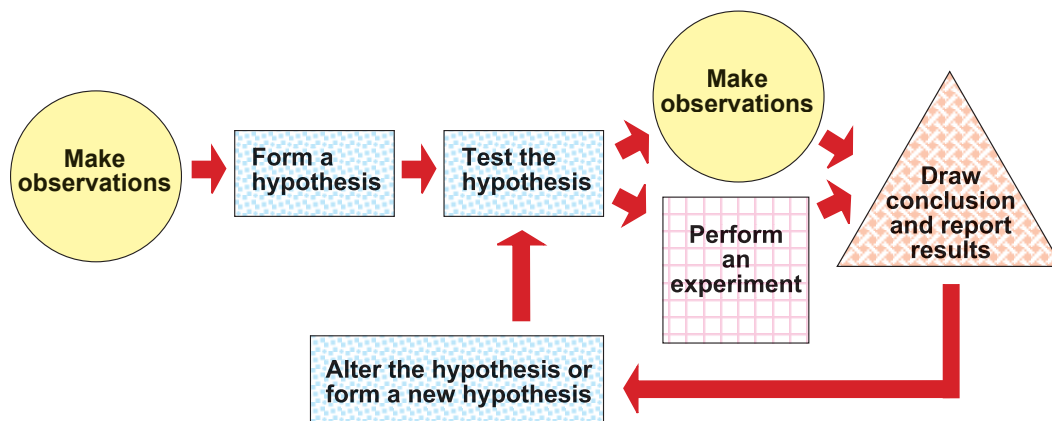 Make
observations
Form a
hypothesis
Test the
hypothesis
Make
observations
Perform
an
experiment
Draw
conclusion
and report
results
Alter the hypothesis or
form a new hypothesis